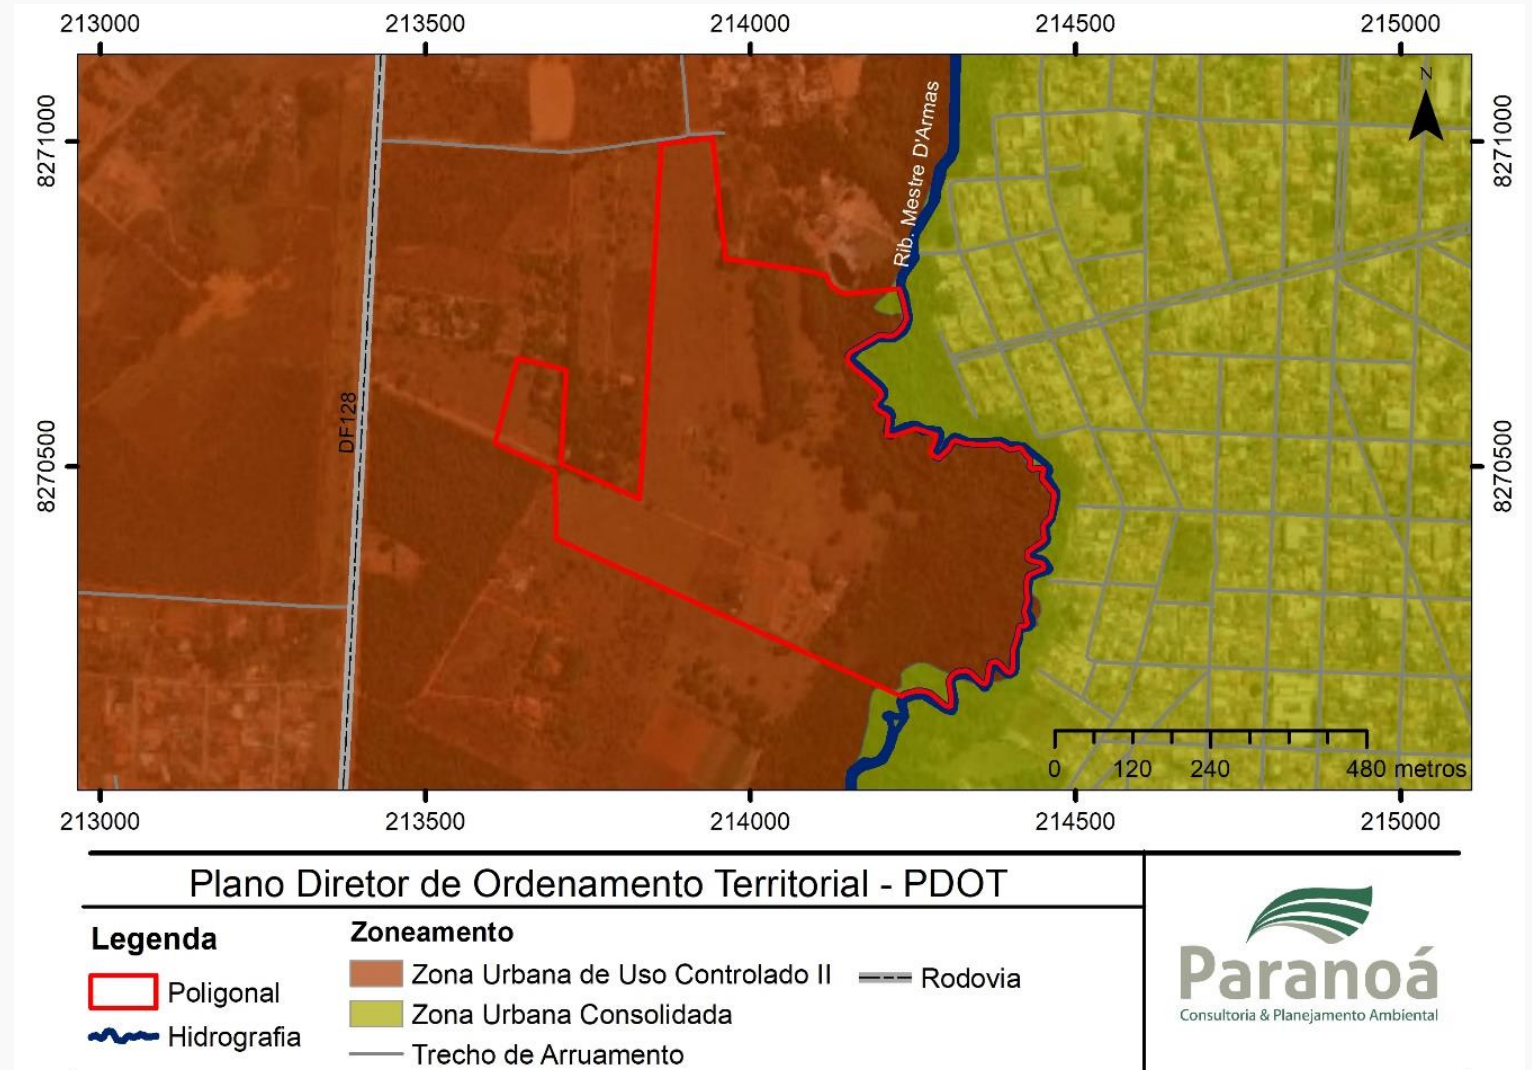 213000 213500 214000 214500 215000
N
8271000 8271000
Rib. Mestre D'Armas
DF128
8270500 8270500
0 120 240 480 metros
213000 213500 214000 214500 215000
Plano Diretor de Ordenamento Territorial - PDOT
Legenda
Poligonal
Hidrografia
Zoneamento
Zona Urbana de Uso Controlado II
Rodovia
Zona Urbana Consolidada
Trecho de Arruamento
Paranoá
Consultoria & Planejamento Ambiental